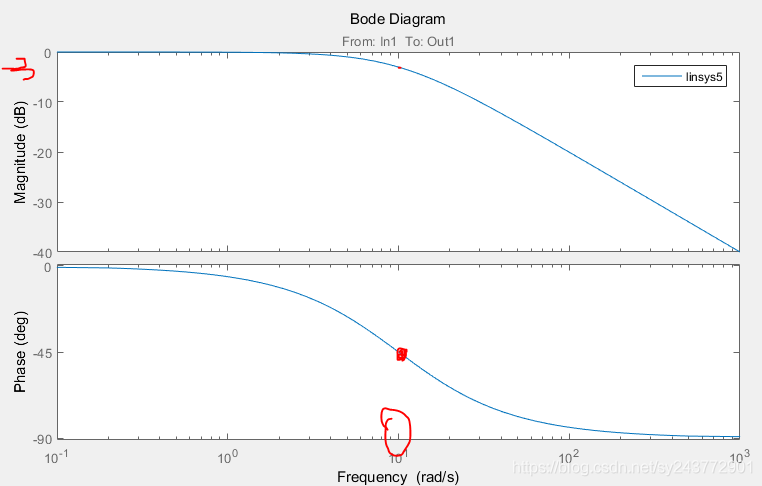 Bode Diagram
From: In1 To: Out1
0
-10
-20
-30
-40
Magnitude (dB)
linsys5
0
-45
-90
Phase (deg)
10^-1
10^0
10^1
10^2
10^3
Frequency (rad/s)
https://blog.csdn.net/sy243772901